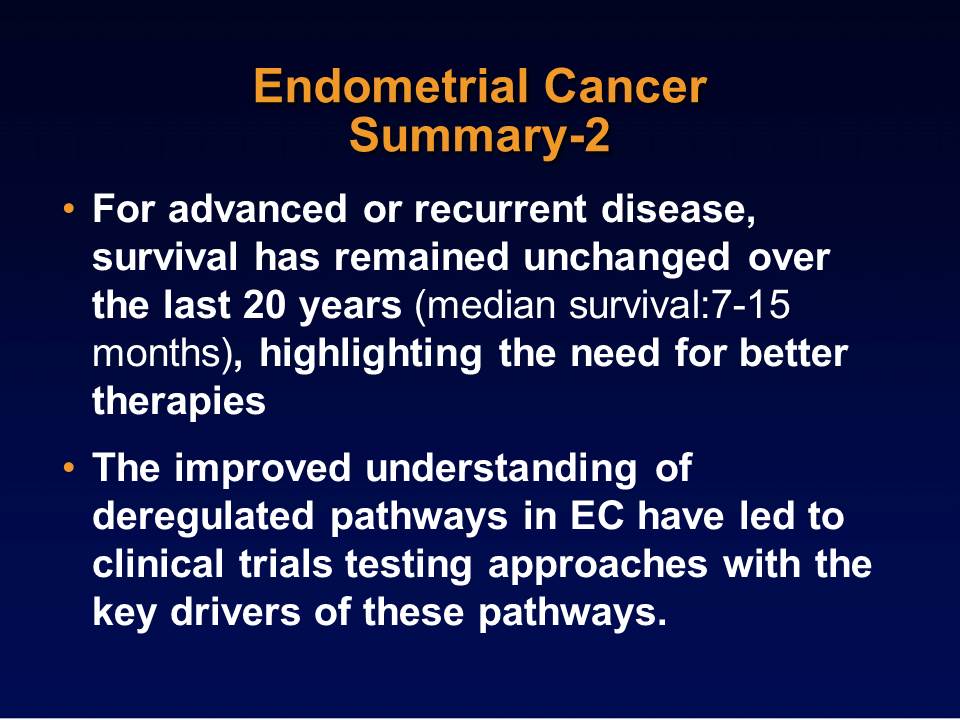 Endometrial Cancer
Summary-2
• For advanced or recurrent disease,
survival has remained unchanged over
the last 20 years (median survival:7-15
months), highlighting the need for better
therapies
• The improved understanding of
deregulated pathways in EC have led to
clinical trials testing approaches with the
key drivers of these pathways.